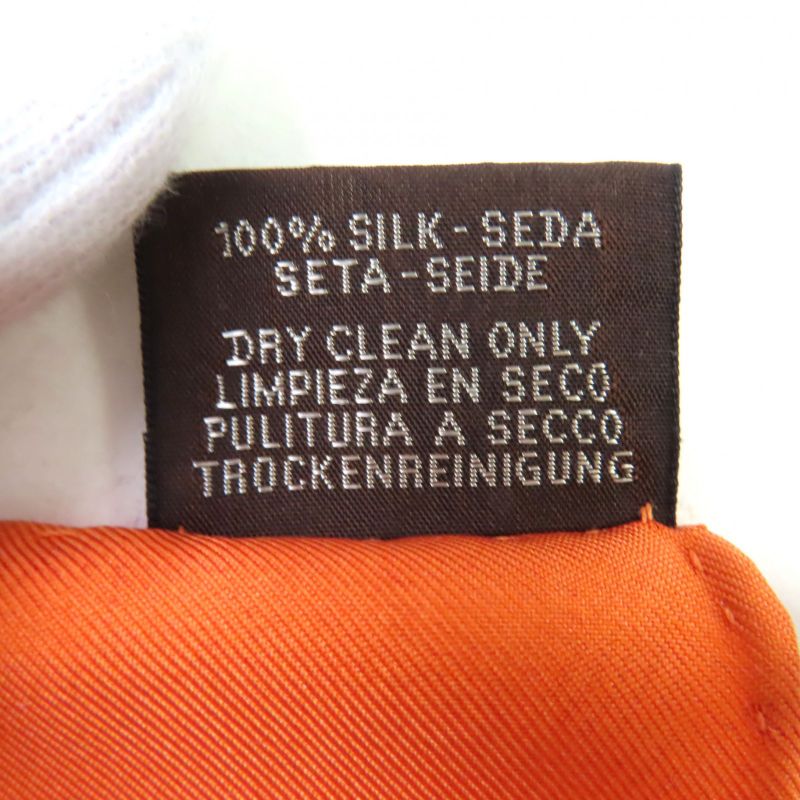 100% SILK-SEDA
SETA-SEIDE
DRY CLEAN ONLY
LIMPIEZA EN SECO
PULITURA A SECCO
TROCKENREINIGUNG